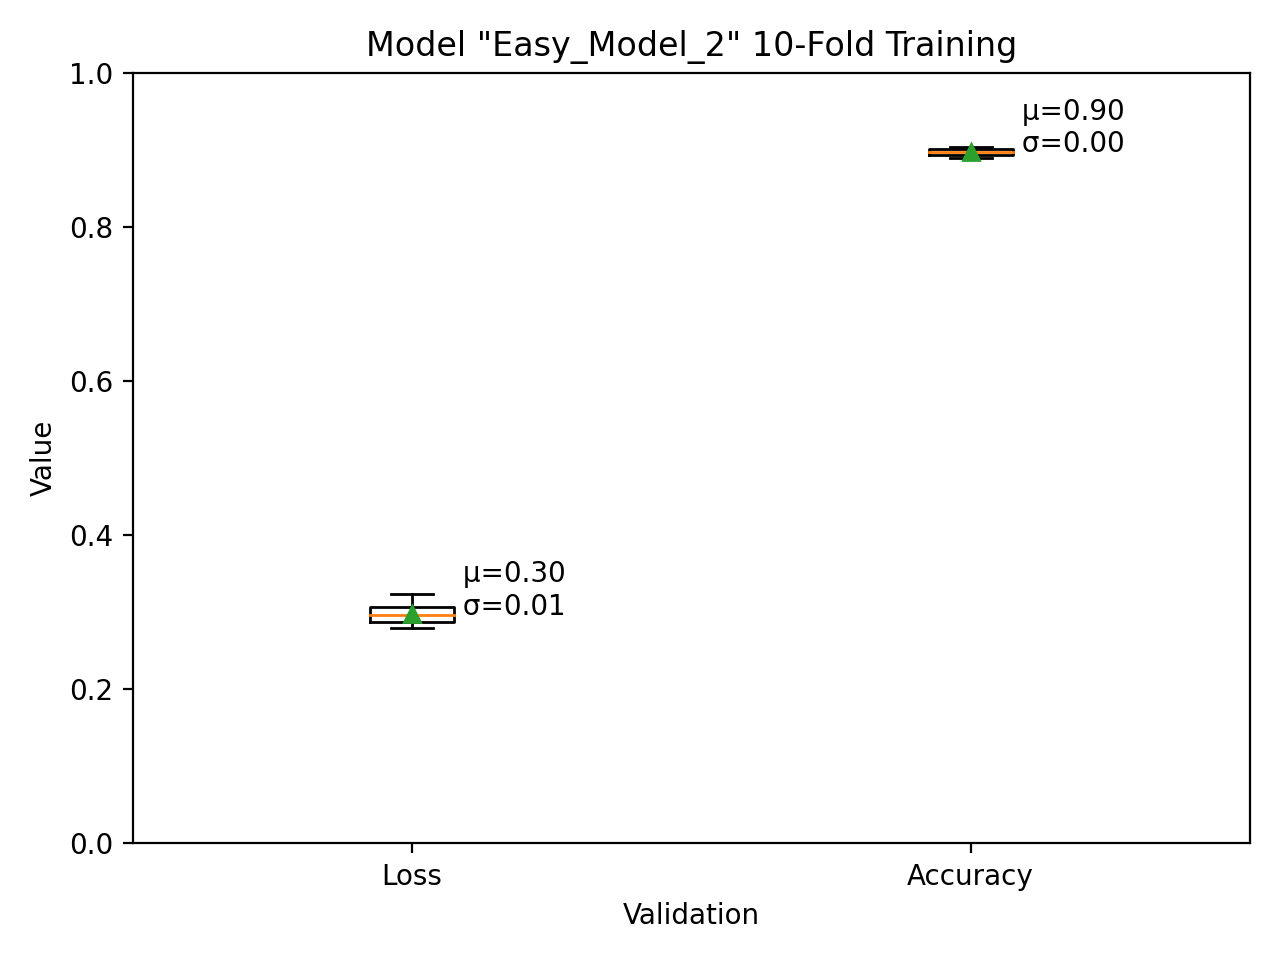 Model "Easy_Model_2" 10-Fold Training
1.0
μ=0.90
σ=0.00
0.8
0.6
Value
0.4
μ=0.30
σ=0.01
0.2
0.0
Loss
Accuracy
Validation